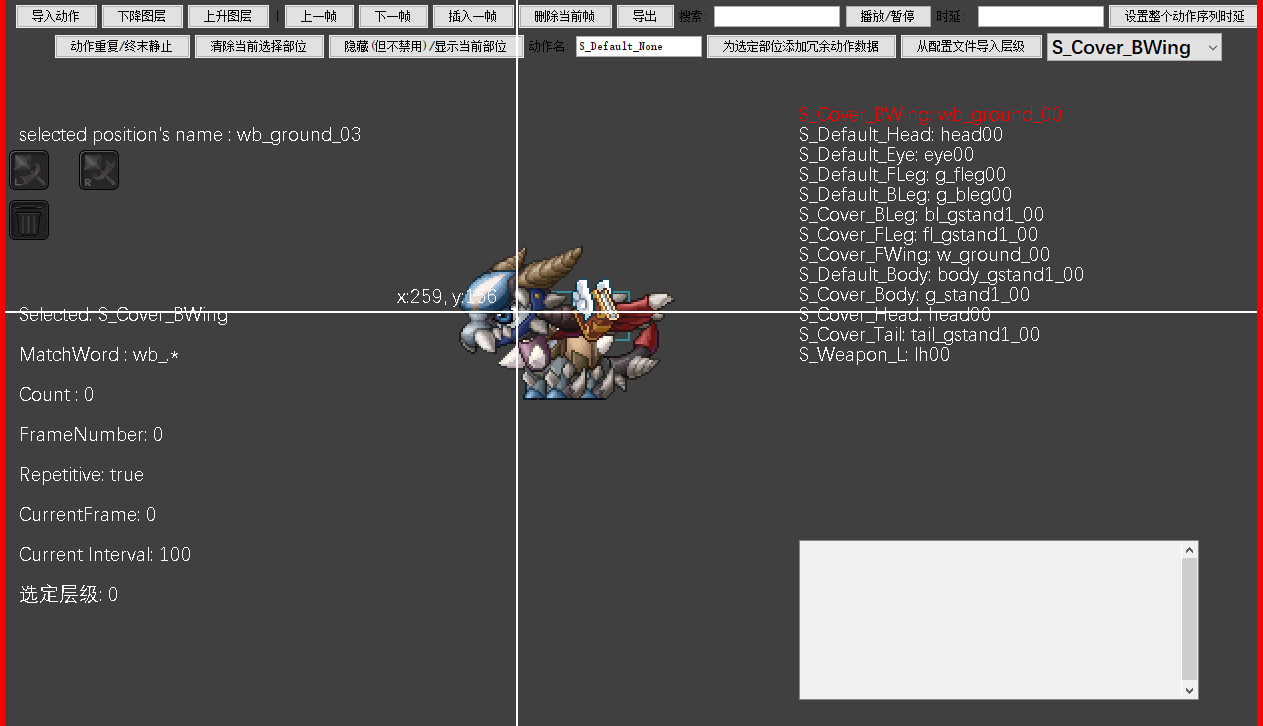 导入动作 下降图层 上升图层 | 上一帧 下一帧 插入一帧 删除当前帧 导出 搜索: 播放/暂停 时延: 设置整个动作序列时延
动作重复/终末静止 清除当前选择部位 隐藏(但不禁用)/显示当前部位 动作名: S_Default_None 为选定部位添加冗余动作数据 从配置文件导入层级 S_Cover_BWing
selected position's name : wb_ground_03
L R
x:259, y:156
Selected: S_Cover_BWing
MatchWord : wb_.*
Count : 0
FrameNumber: 0
Repetitive: true
CurrentFrame: 0
Current Interval: 100
选定层级: 0
S_Cover_BWing: wb_ground_00
S_Default_Head: head00
S_Default_Eye: eye00
S_Default_FLeg: g_fleg00
S_Default_BLeg: g_bleg00
S_Cover_BLeg: bl_gstand1_00
S_Cover_FLeg: fl_gstand1_00
S_Cover_FWing: w_ground_00
S_Default_Body: body_gstand1_00
S_Cover_Body: g_stand1_00
S_Cover_Head: head00
S_Cover_Tail: tail_gstand1_00
S_Weapon_L: lh00